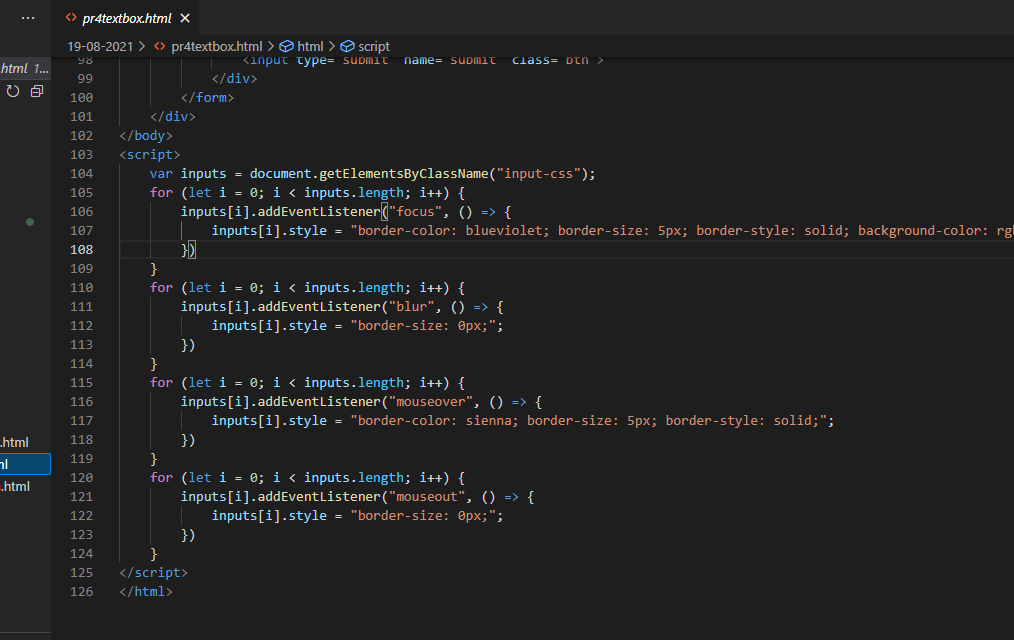 pr4textbox.html
19-08-2021 > pr4textbox.html > html > script
html 1...
98 <input type="submit" name="submit" class="btn">
99 </div>
100 </form>
101 </div>
102 </body>
103 <script>
104 var inputs = document.getElementsByClassName("input-css");
105 for (let i = 0; i < inputs.length; i++) {
106 inputs[i].addEventListener("focus", () => {
107 inputs[i].style = "border-color: blueviolet; border-size: 5px; border-style: solid; background-color: rg
108 })
109 }
110 for (let i = 0; i < inputs.length; i++) {
111 inputs[i].addEventListener("blur", () => {
112 inputs[i].style = "border-size: 0px;";
113 })
114 }
115 for (let i = 0; i < inputs.length; i++) {
116 inputs[i].addEventListener("mouseover", () => {
117 inputs[i].style = "border-color: sienna; border-size: 5px; border-style: solid;";
118 })
119 }
120 for (let i = 0; i < inputs.length; i++) {
121 inputs[i].addEventListener("mouseout", () => {
122 inputs[i].style = "border-size: 0px;";
123 })
124 }
125 </script>
126 </html>
.html
ml
.html